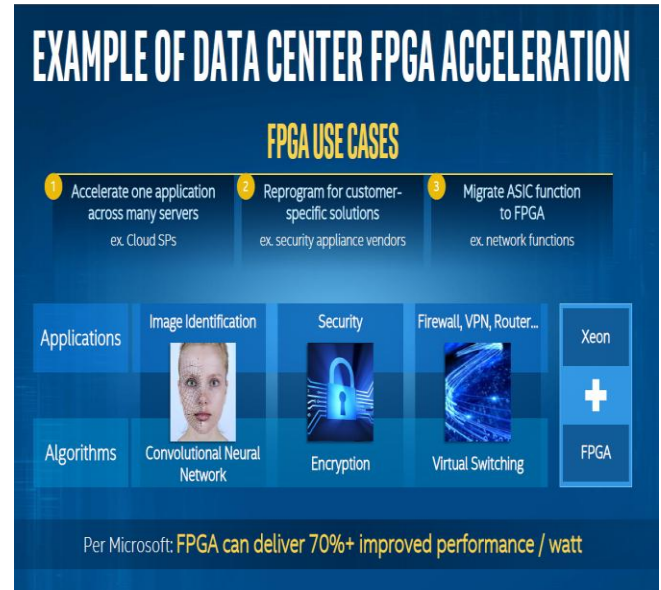 EXAMPLE OF DATA CENTER FPGA ACCELERATION
FPGA USE CASES
1 Accelerate one application
across many servers
ex. Cloud SPs
2 Reprogram for customer-
specific solutions
ex. security appliance vendors
3 Migrate ASIC function
to FPGA
ex. network functions
Applications
Image Identification
Security
Firewall, VPN, Router...
Xeon
+
Algorithms
Convolutional Neural
Network
Encryption
Virtual Switching
FPGA
Per Microsoft: FPGA can deliver 70%+ improved performance / watt